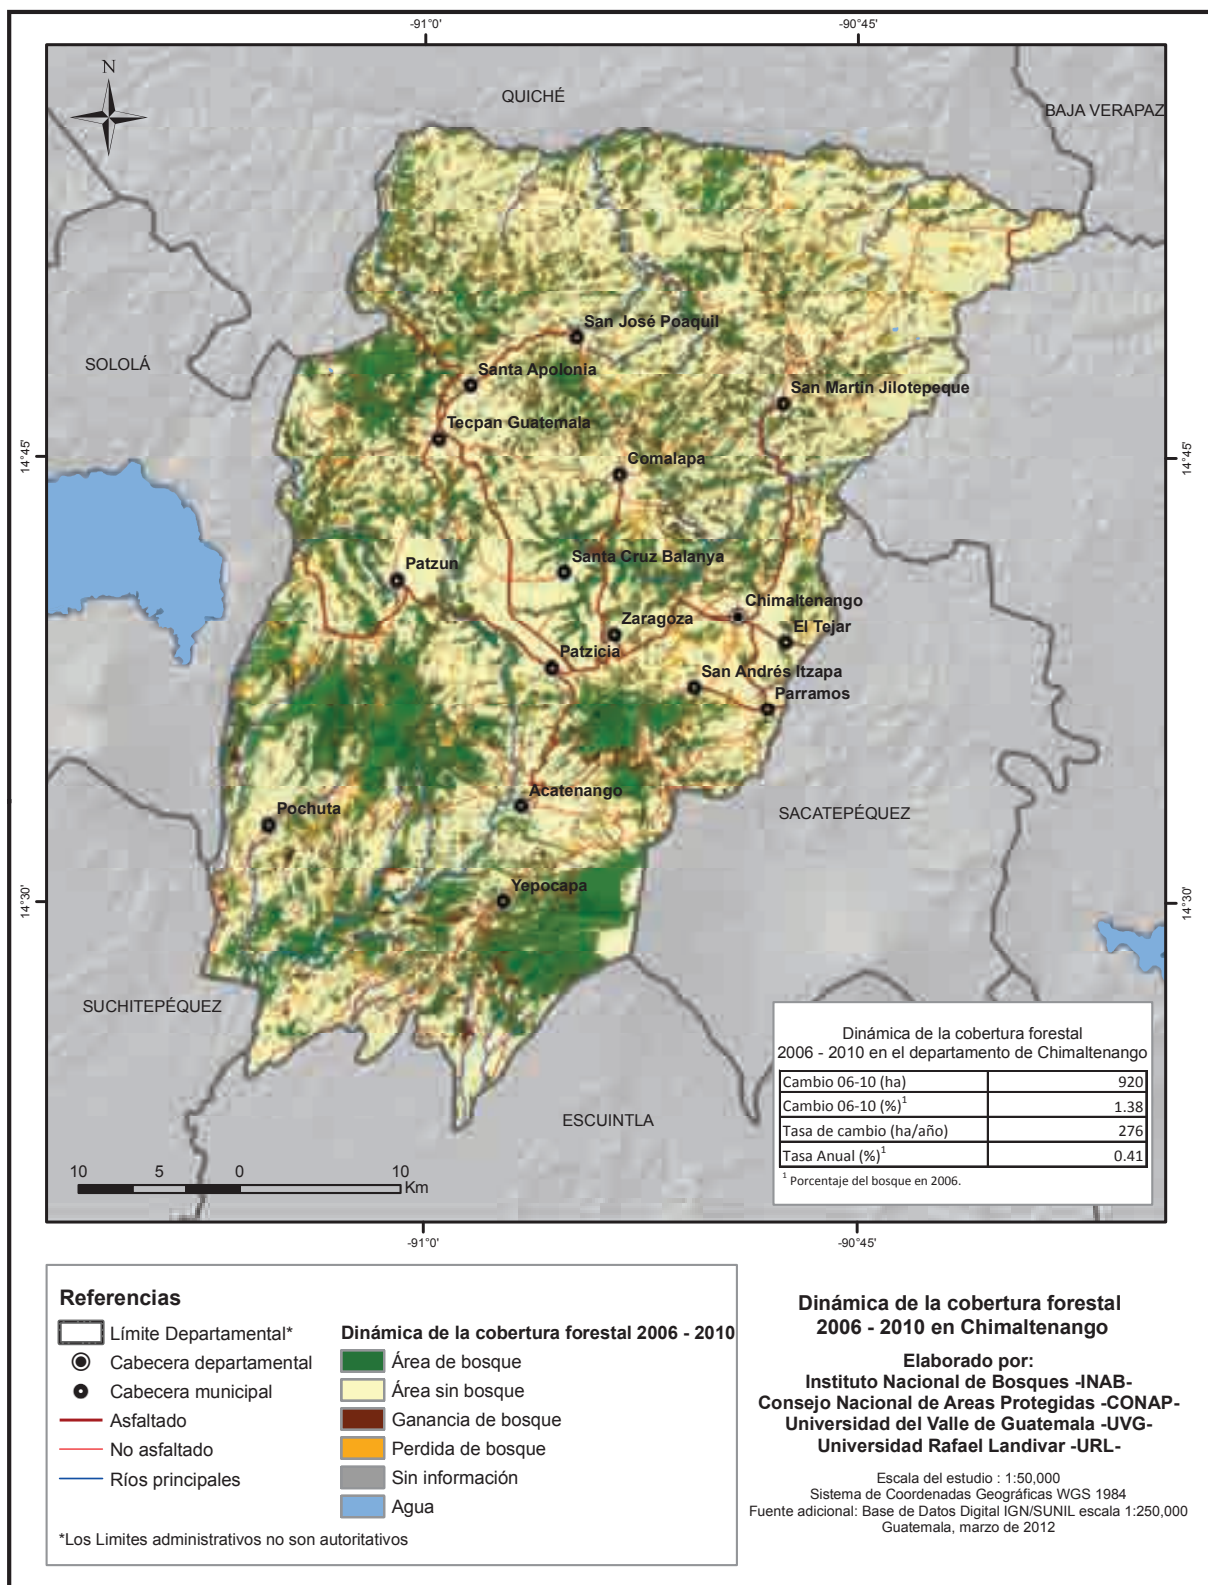 -91°0'
-90°45'
N
QUICHÉ
BAJA VERAPAZ
San José Poaquil
SOLOLÁ
Santa Apolonia
San Martin Jilotepeque
Tecpan Guatemala
14°45'
14°45'
Comalapa
Patzun
Santa Cruz Balanya
Chimaltenango
Zaragoza
El Tejar
Patzicia
San Andrés Itzapa
Parramos
Acatenango
Pochuta
SACATEPÉQUEZ
Yepocapa
14°30'
14°30'
SUCHITEPÉQUEZ
ESCUINTLA
Dinámica de la cobertura forestal
2006 - 2010 en el departamento de Chimaltenango
Cambio 06-10 (ha) 920
Cambio 06-10 (%)¹ 1.38
Tasa de cambio (ha/año) 276
Tasa Anual (%)¹ 0.41
¹ Porcentaje del bosque en 2006.
10 5 0 10
Km
-91°0'
-90°45'
Referencias
Límite Departamental*
Cabecera departamental
Cabecera municipal
Asfaltado
No asfaltado
Ríos principales
*Los Limites administrativos no son autoritativos
Dinámica de la cobertura forestal 2006 - 2010
Área de bosque
Área sin bosque
Ganancia de bosque
Perdida de bosque
Sin información
Agua
Dinámica de la cobertura forestal
2006 - 2010 en Chimaltenango
Elaborado por:
Instituto Nacional de Bosques -INAB-
Consejo Nacional de Areas Protegidas -CONAP-
Universidad del Valle de Guatemala -UVG-
Universidad Rafael Landivar -URL-
Escala del estudio : 1:50,000
Sistema de Coordenadas Geográficas WGS 1984
Fuente adicional: Base de Datos Digital IGN/SUNIL escala 1:250,000
Guatemala, marzo de 2012